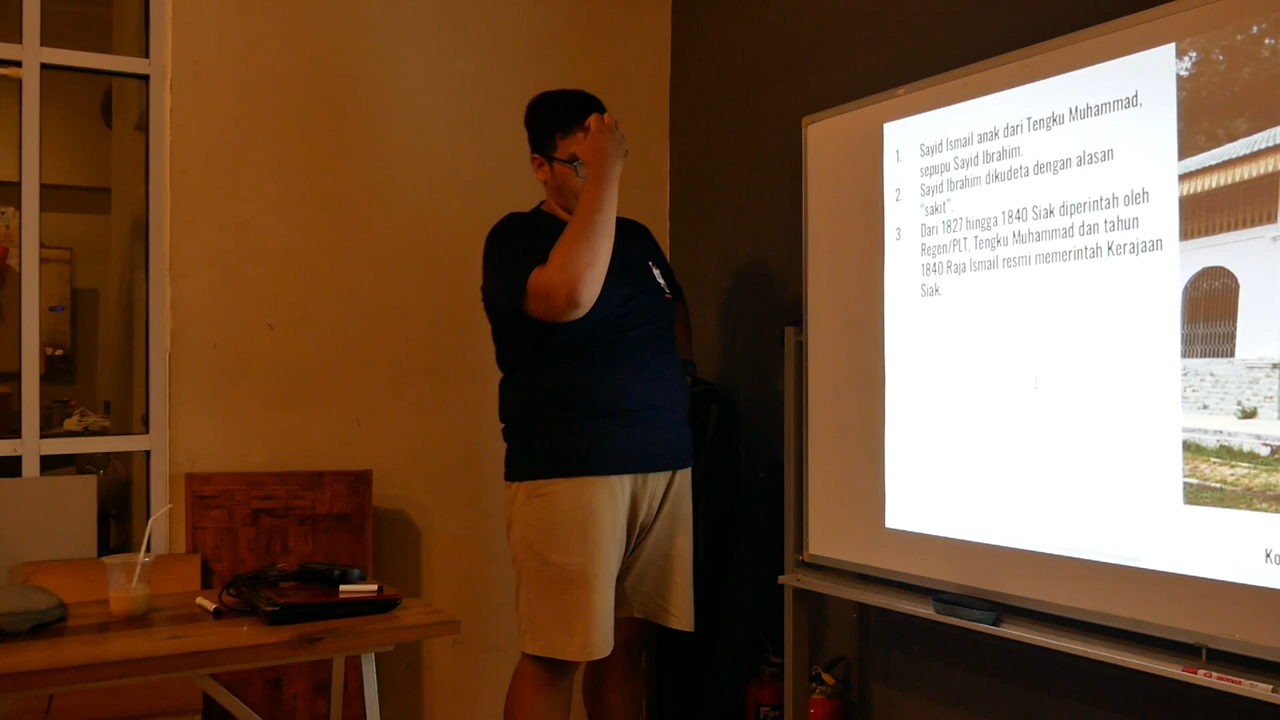 1. Sayid Ismail anak dari Tengku Muhammad,
sepupu Sayid Ibrahim.
2. Sayid Ibrahim dikudeta dengan alasan
"sakit".
3. Dari 1827 hingga 1840 Siak diperintah oleh
Regen/PLT, Tengku Muhammad dan tahun
1840 Raja Ismail resmi memerintah Kerajaan
Siak.
Ko